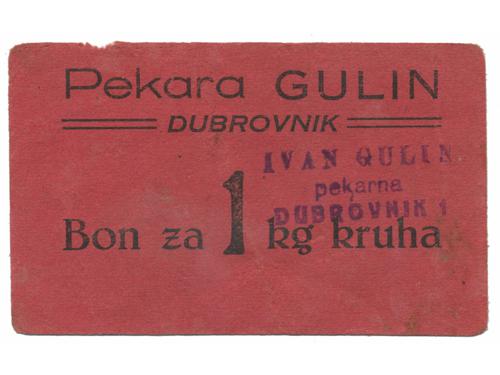 Pekara GULIN
DUBROVNIK
IVAN GULIN
pekarna
DUBROVNIK 1
Bon za 1 kg kruha